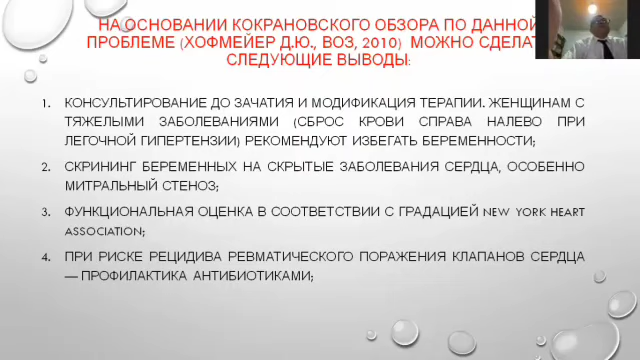 НА ОСНОВАНИИ КОКРАНОВСКОГО ОБЗОРА ПО ДАННОЙ
ПРОБЛЕМЕ (ХОФМЕЙЕР Д.Ю., ВОЗ, 2010) МОЖНО СДЕЛАТ
СЛЕДУЮЩИЕ ВЫВОДЫ:
1. КОНСУЛЬТИРОВАНИЕ ДО ЗАЧАТИЯ И МОДИФИКАЦИЯ ТЕРАПИИ. ЖЕНЩИНАМ С
ТЯЖЕЛЫМИ ЗАБОЛЕВАНИЯМИ (СБРОС КРОВИ СПРАВА НАЛЕВО ПРИ
ЛЕГОЧНОЙ ГИПЕРТЕНЗИИ) РЕКОМЕНДУЮТ ИЗБЕГАТЬ БЕРЕМЕННОСТИ;
2. СКРИНИНГ БЕРЕМЕННЫХ НА СКРЫТЫЕ ЗАБОЛЕВАНИЯ СЕРДЦА, ОСОБЕННО
МИТРАЛЬНЫЙ СТЕНОЗ;
3. ФУНКЦИОНАЛЬНАЯ ОЦЕНКА В СООТВЕТСТВИИ С ГРАДАЦИЕЙ NEW YORK HEART
ASSOCIATION;
4. ПРИ РИСКЕ РЕЦИДИВА РЕВМАТИЧЕСКОГО ПОРАЖЕНИЯ КЛАПАНОВ СЕРДЦА
— ПРОФИЛАКТИКА АНТИБИОТИКАМИ;